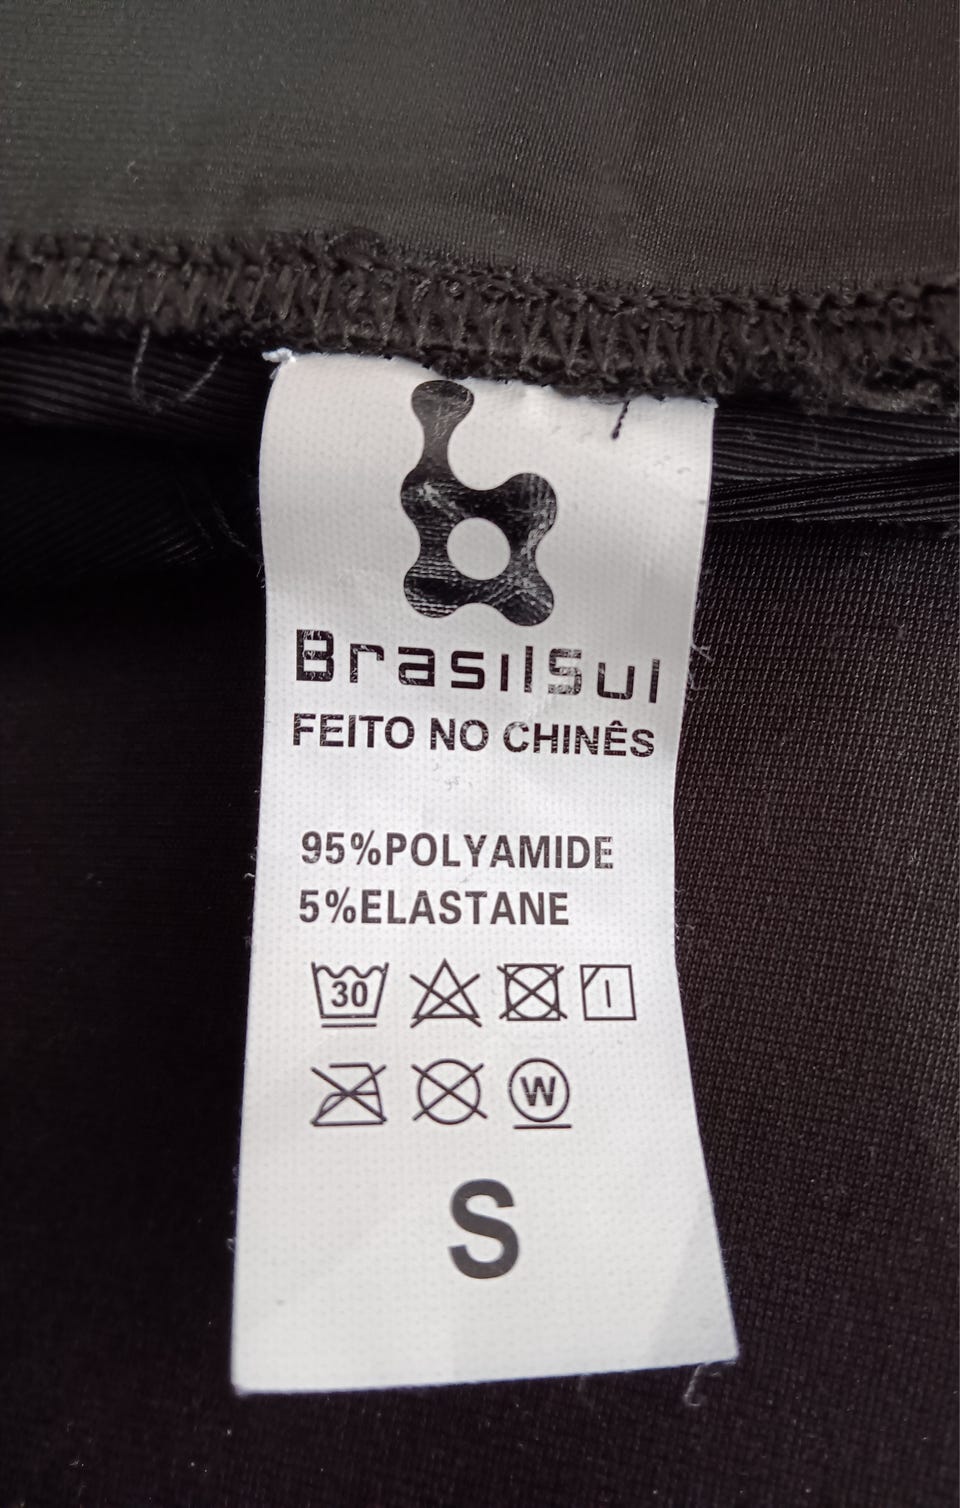 BrasilSul
FEITO NO CHINÊS
95%POLYAMIDE
5%ELASTANE
30
W
S